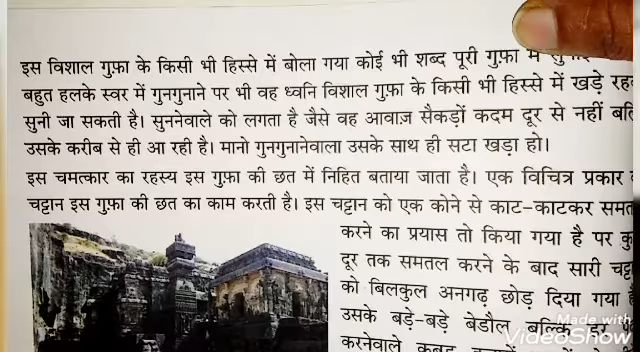 इस विशाल गुफ़ा के किसी भी हिस्से में बोला गया कोई भी शब्द पूरी गुफ़ा में
बहुत हलके स्वर में गुनगुनाने पर भी वह ध्वनि विशाल गुफ़ा के किसी भी हिस्से में खड़े
सुनी जा सकती है। सुननेवाले को लगता है जैसे वह आवाज़ सैकड़ों कदम दूर से नहीं
उसके करीब से ही आ रही है। मानो गुनगुनानेवाला उसके साथ ही सटा खड़ा हो।
इस चमत्कार का रहस्य इस गुफ़ा की छत में निहित बताया जाता है। एक विचित्र प्रकार
चट्टान इस गुफ़ा की छत का काम करती है। इस चट्टान को एक कोने से काट-काटकर
करने का प्रयास तो किया गया है पर
दूर तक समतल करने के बाद सारी
को बिलकुल अनगढ़ छोड़ दिया गया
उसके बड़े-बड़े बेडौल बल्कि
करनेवाले
Made with
VideoShow